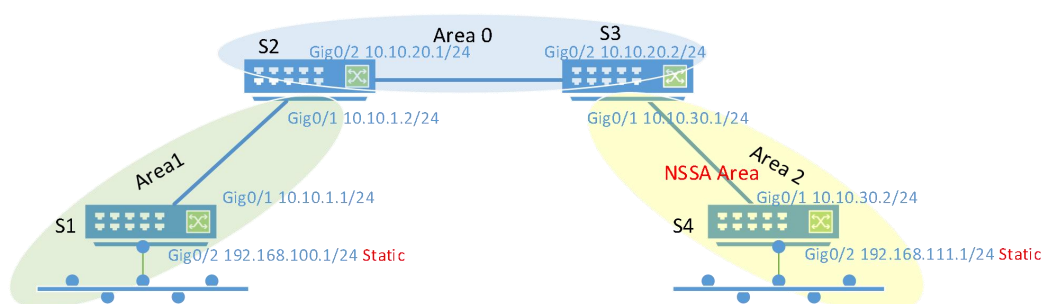 Area 0
S2
S3
Gig0/2 10.10.20.1/24
Gig0/2 10.10.20.2/24
Gig0/1 10.10.1.2/24
Gig0/1 10.10.30.1/24
Area1
NSSA Area
Area 2
Gig0/1 10.10.1.1/24
Gig0/1 10.10.30.2/24
S1
S4
Gig0/2 192.168.100.1/24 Static
Gig0/2 192.168.111.1/24 Static